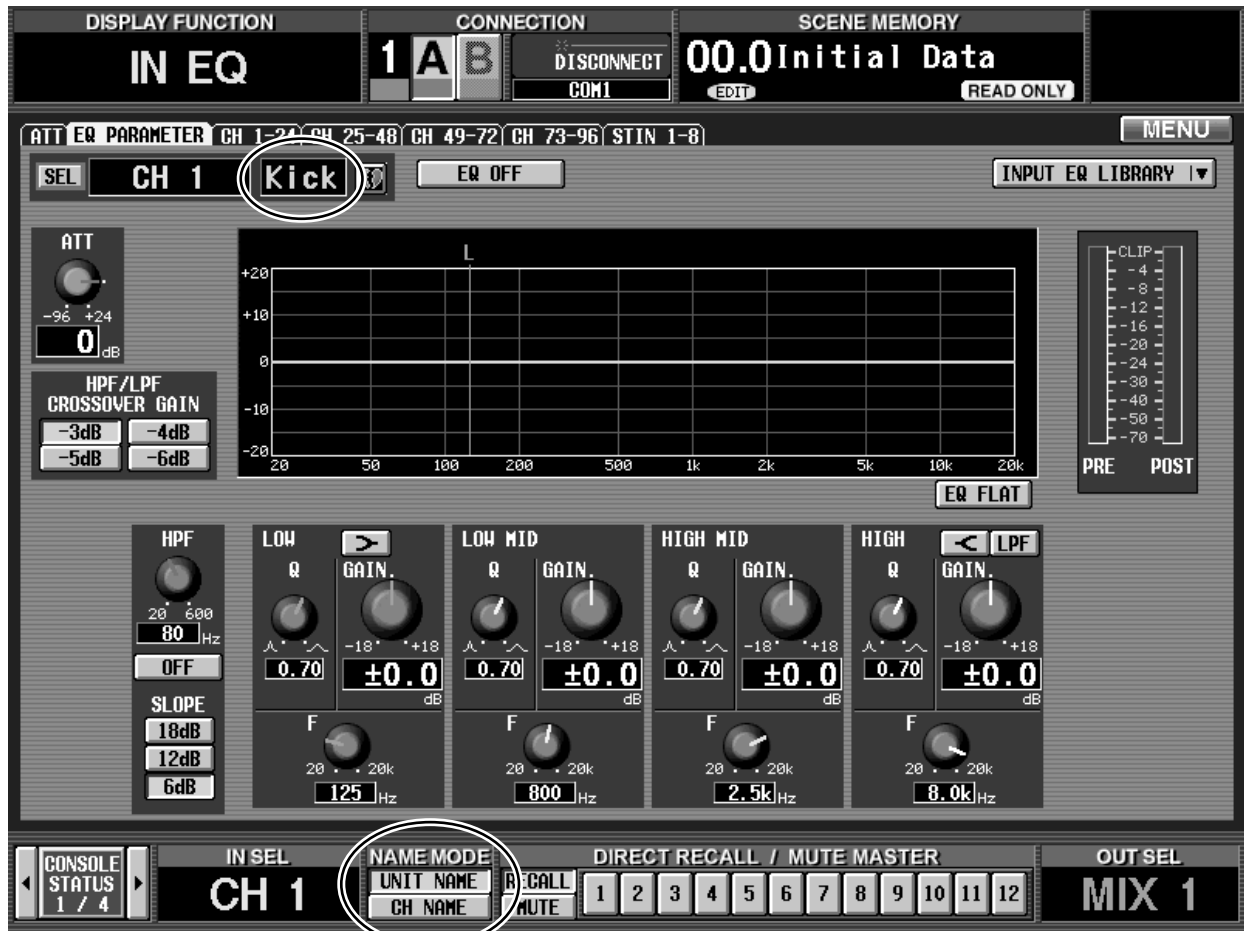 DISPLAY FUNCTION
IN EQ
CONNECTION
1 A B
DISCONNECT
COM1
SCENE MEMORY
00.0Initial Data
EDIT
READ ONLY
ATT EQ PARAMETER CH 1-24 CH 25-48 CH 49-72 CH 73-96 STIN 1-8
MENU
SEL CH 1 Kick EQ OFF INPUT EQ LIBRARY
ATT
-96 +24
0 dB
HPF/LPF
CROSSOVER GAIN
-3dB -4dB
-5dB -6dB
L
+20
+10
0
-10
-20
20 50 100 200 500 1k 2k 5k 10k 20k
EQ FLAT
CLIP
-4
-8
-12
-16
-20
-24
-30
-40
-50
-70
PRE POST
HPF
20 600
80 Hz
OFF
SLOPE
18dB
12dB
6dB
LOW
Q GAIN.
-18 +18
0.70 ±0.0
dB
F
20 20k
125 Hz
LOW MID
Q GAIN.
-18 +18
0.70 ±0.0
dB
F
20 20k
800 Hz
HIGH MID
Q GAIN.
-18 +18
0.70 ±0.0
dB
F
20 20k
2.5k Hz
HIGH LPF
Q GAIN.
-18 +18
0.70 ±0.0
dB
F
20 20k
8.0k Hz
CONSOLE
STATUS
1 / 4
IN SEL
CH 1
NAME MODE
UNIT NAME
CH NAME
DIRECT RECALL / MUTE MASTER
RECALL
MUTE
1 2 3 4 5 6 7 8 9 10 11 12
OUT SEL
MIX 1